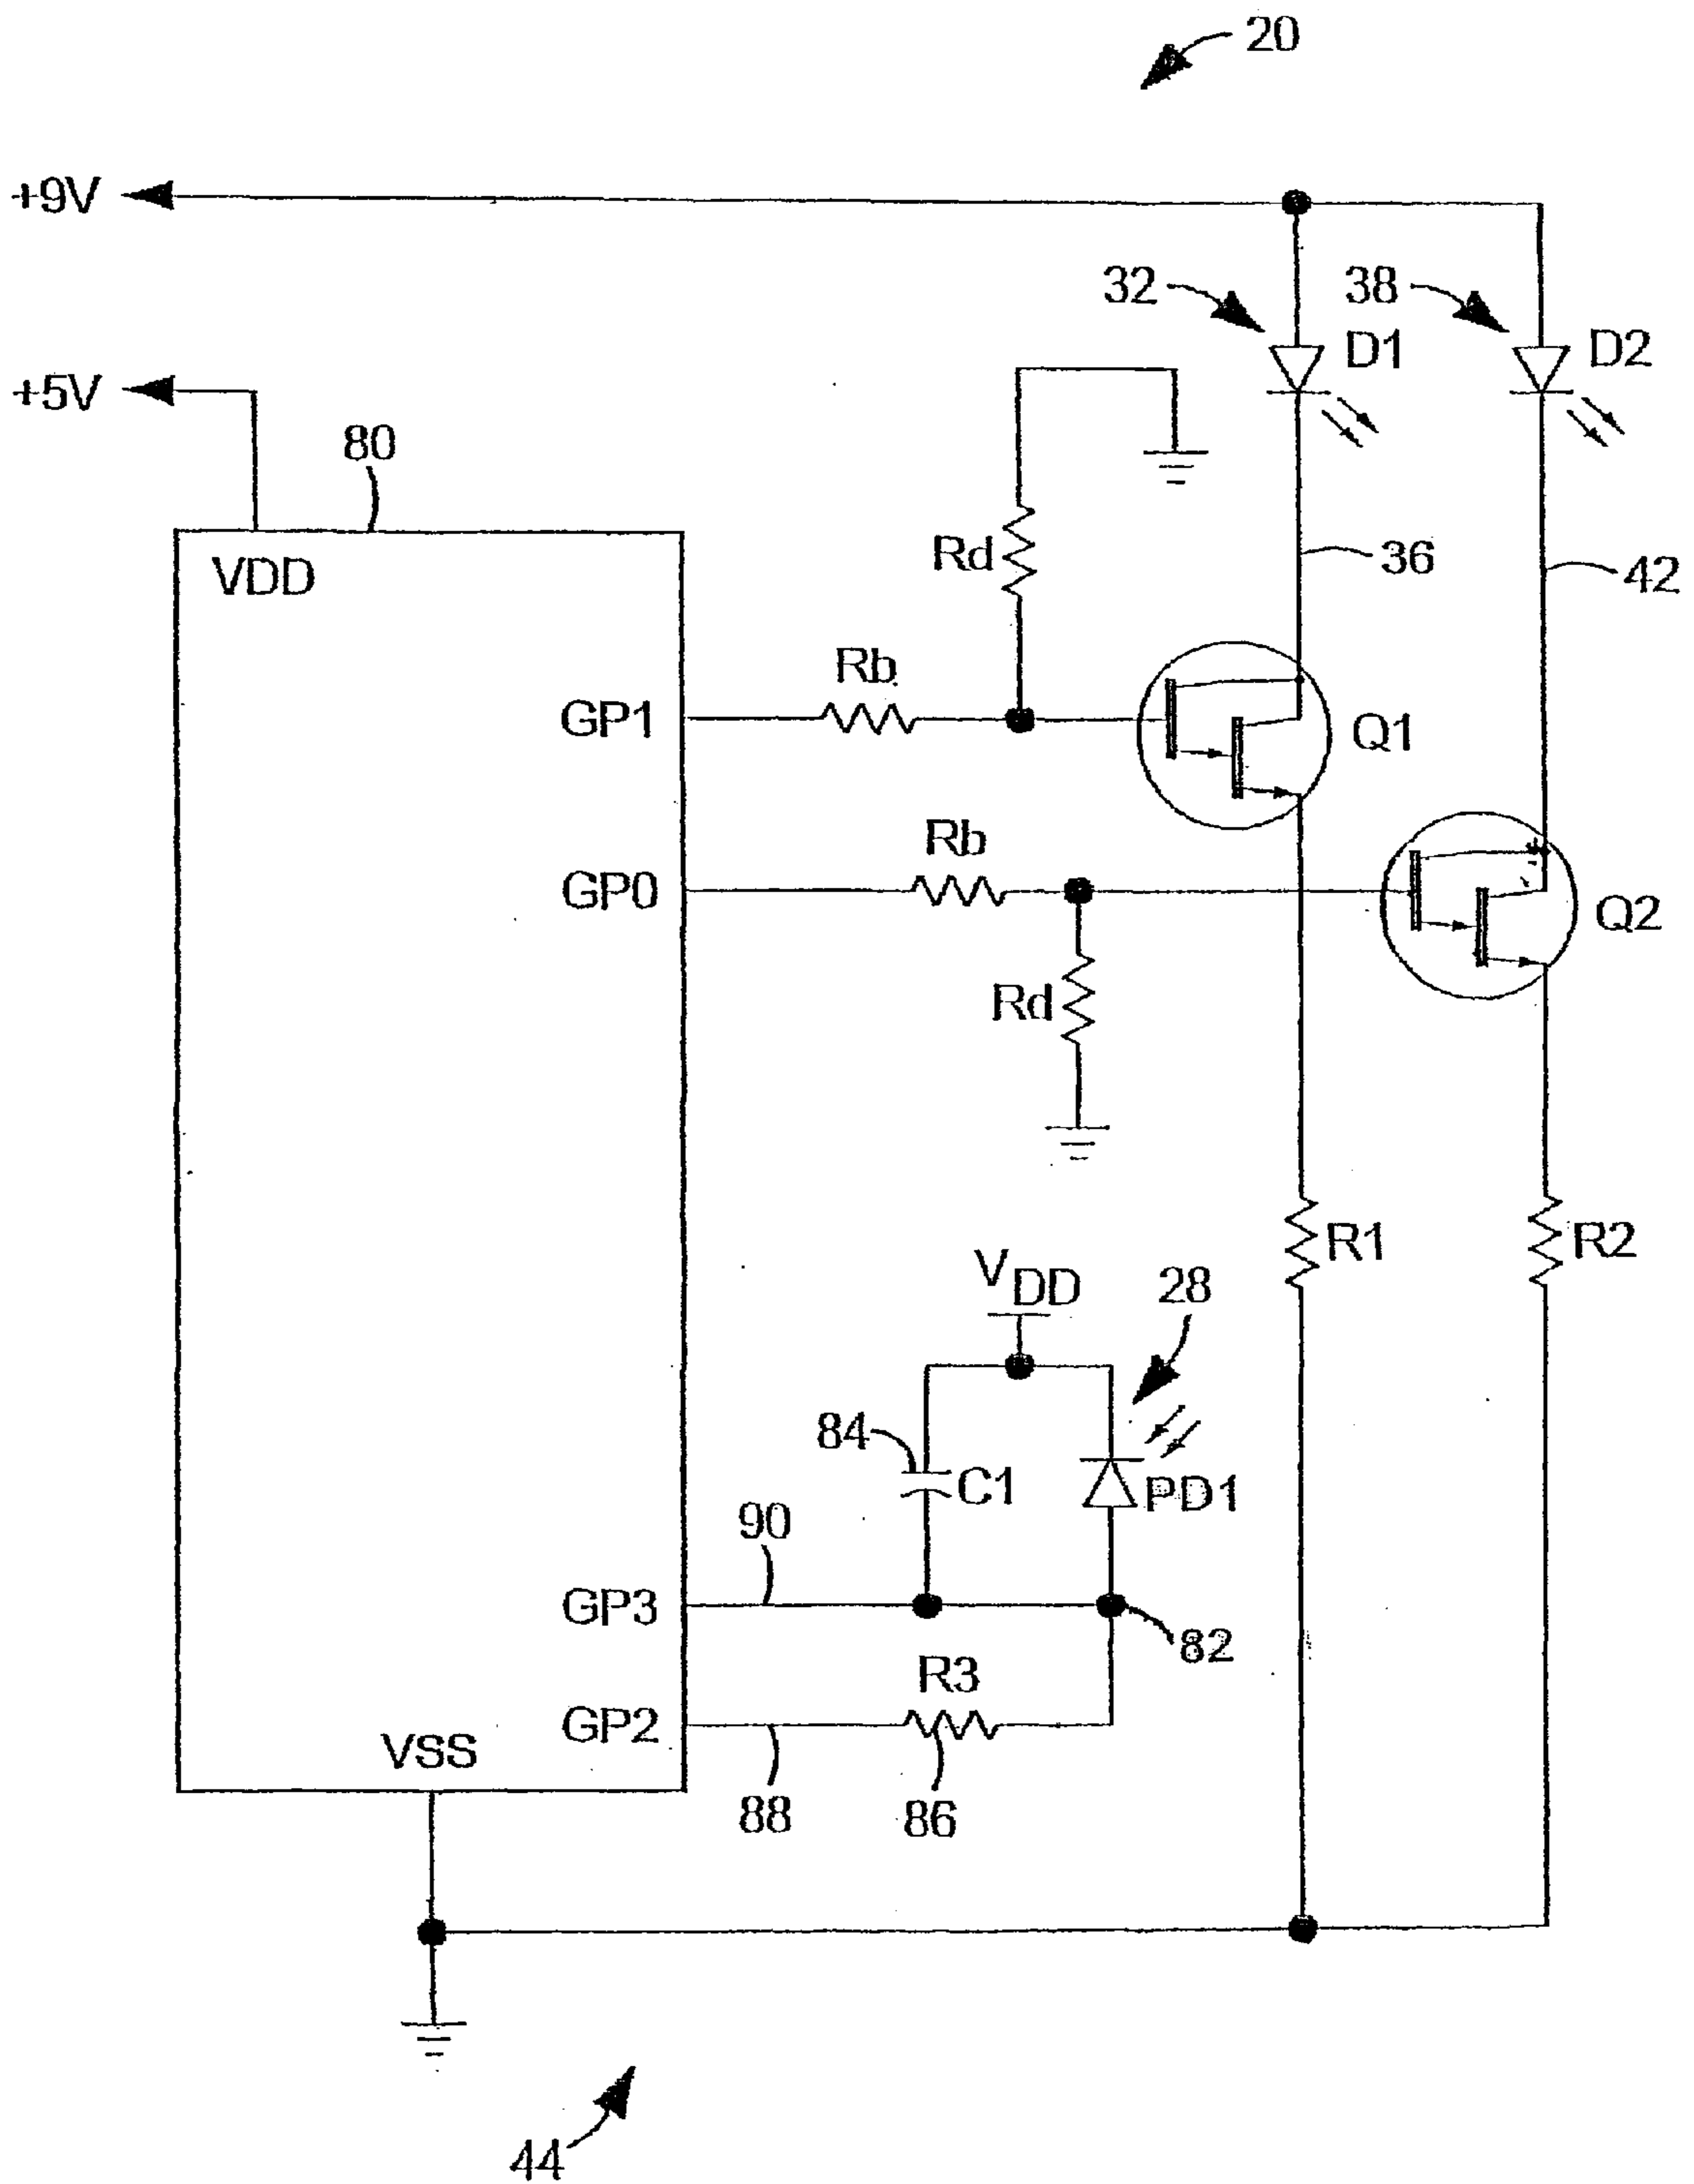 20
+9V
32
38
D1
D2
+5V
80
VDD
Rd
36
42
Rb
GP1
Q1
Rb
GP0
Q2
Rd
R1
R2
VDD
28
84
C1
PD1
90
GP3
82
R3
GP2
VSS
88
86
44